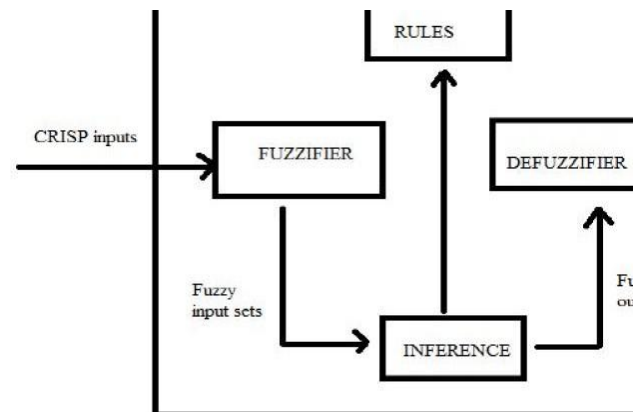 RULES
CRISP inputs
FUZZIFIER
DEFUZZIFIER
Fuzzy
input sets
INFERENCE